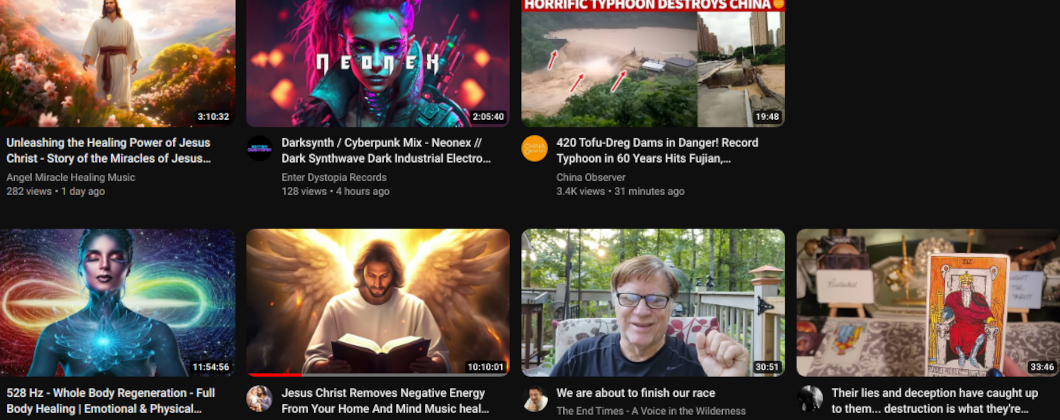 HORRIFIC TYPHOON DESTROYS CHINA
NEONEX
3:10:32
2:05:40
19:48
Unleashing the Healing Power of Jesus
Christ - Story of the Miracles of Jesus...
Angel Miracle Healing Music
282 views • 1 day ago
Darksynth / Cyberpunk Mix - Neonex //
Dark Synthwave Dark Industrial Electro...
Enter Dystopia Records
128 views • 4 hours ago
420 Tofu-Dreg Dams in Danger! Record
Typhoon in 60 Years Hits Fujian,...
China Observer
3.4K views • 31 minutes ago
11:54:56
10:10:01
30:51
33:46
528 Hz - Whole Body Regeneration - Full
Body Healing | Emotional & Physical...
Jesus Christ Removes Negative Energy
From Your Home And Mind Music heal...
We are about to finish our race
The End Times - A Voice in the Wilderness
Their lies and deception have caught up
to them... destruction is what they're...